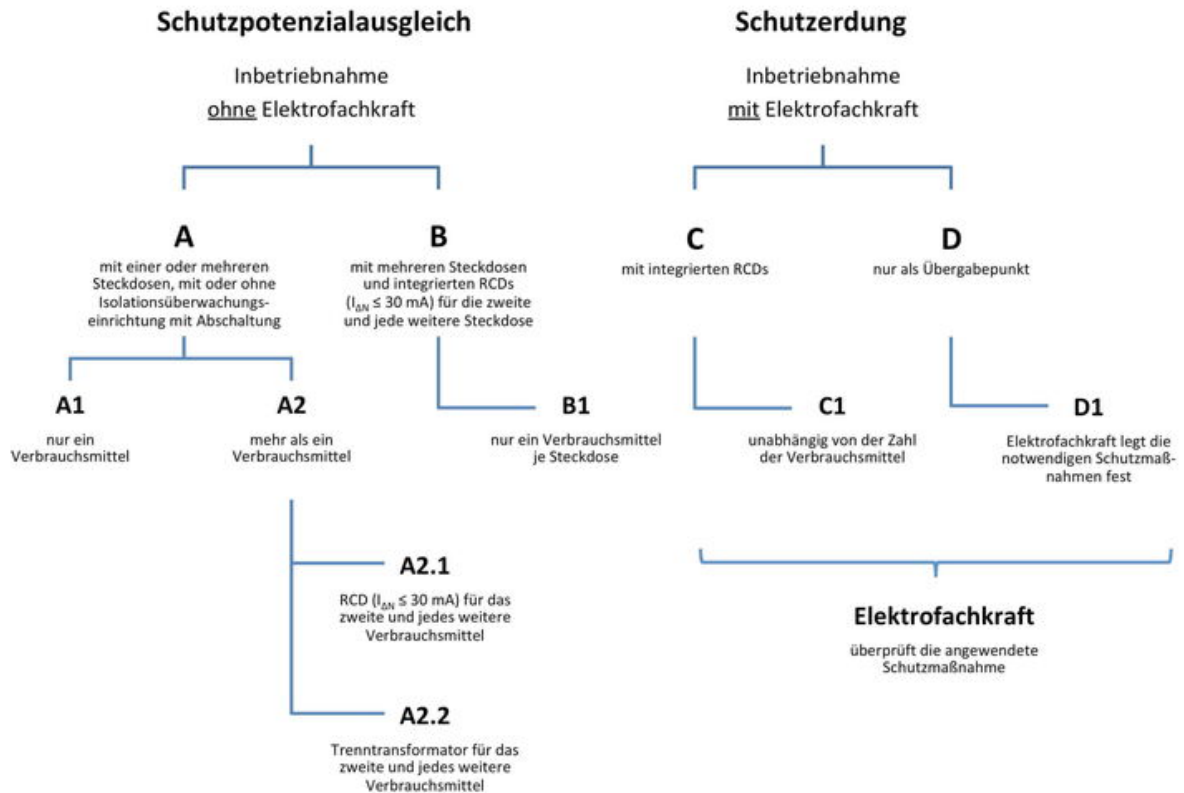 Schutzpotenzialausgleich
Inbetriebnahme
ohne Elektrofachkraft
A
mit einer oder mehreren
Steckdosen, mit oder ohne
Isolationsüberwachungs-
einrichtung mit Abschaltung
B
mit mehreren Steckdosen
und integrierten RCDs
(IΔN ≤ 30 mA) für die zweite
und jede weitere Steckdose
A1
nur ein
Verbrauchsmittel
A2
mehr als ein
Verbrauchsmittel
B1
nur ein Verbrauchsmittel
je Steckdose
A2.1
RCD (IΔN ≤ 30 mA) für das
zweite und jedes weitere
Verbrauchsmittel
A2.2
Trenntransformator für das
zweite und jedes weitere
Verbrauchsmittel
Schutzerdung
Inbetriebnahme
mit Elektrofachkraft
C
mit integrierten RCDs
D
nur als Übergabepunkt
C1
unabhängig von der Zahl
der Verbrauchsmittel
D1
Elektrofachkraft legt die
notwendigen Schutzmaß-
nahmen fest
Elektrofachkraft
überprüft die angewendete
Schutzmaßnahme